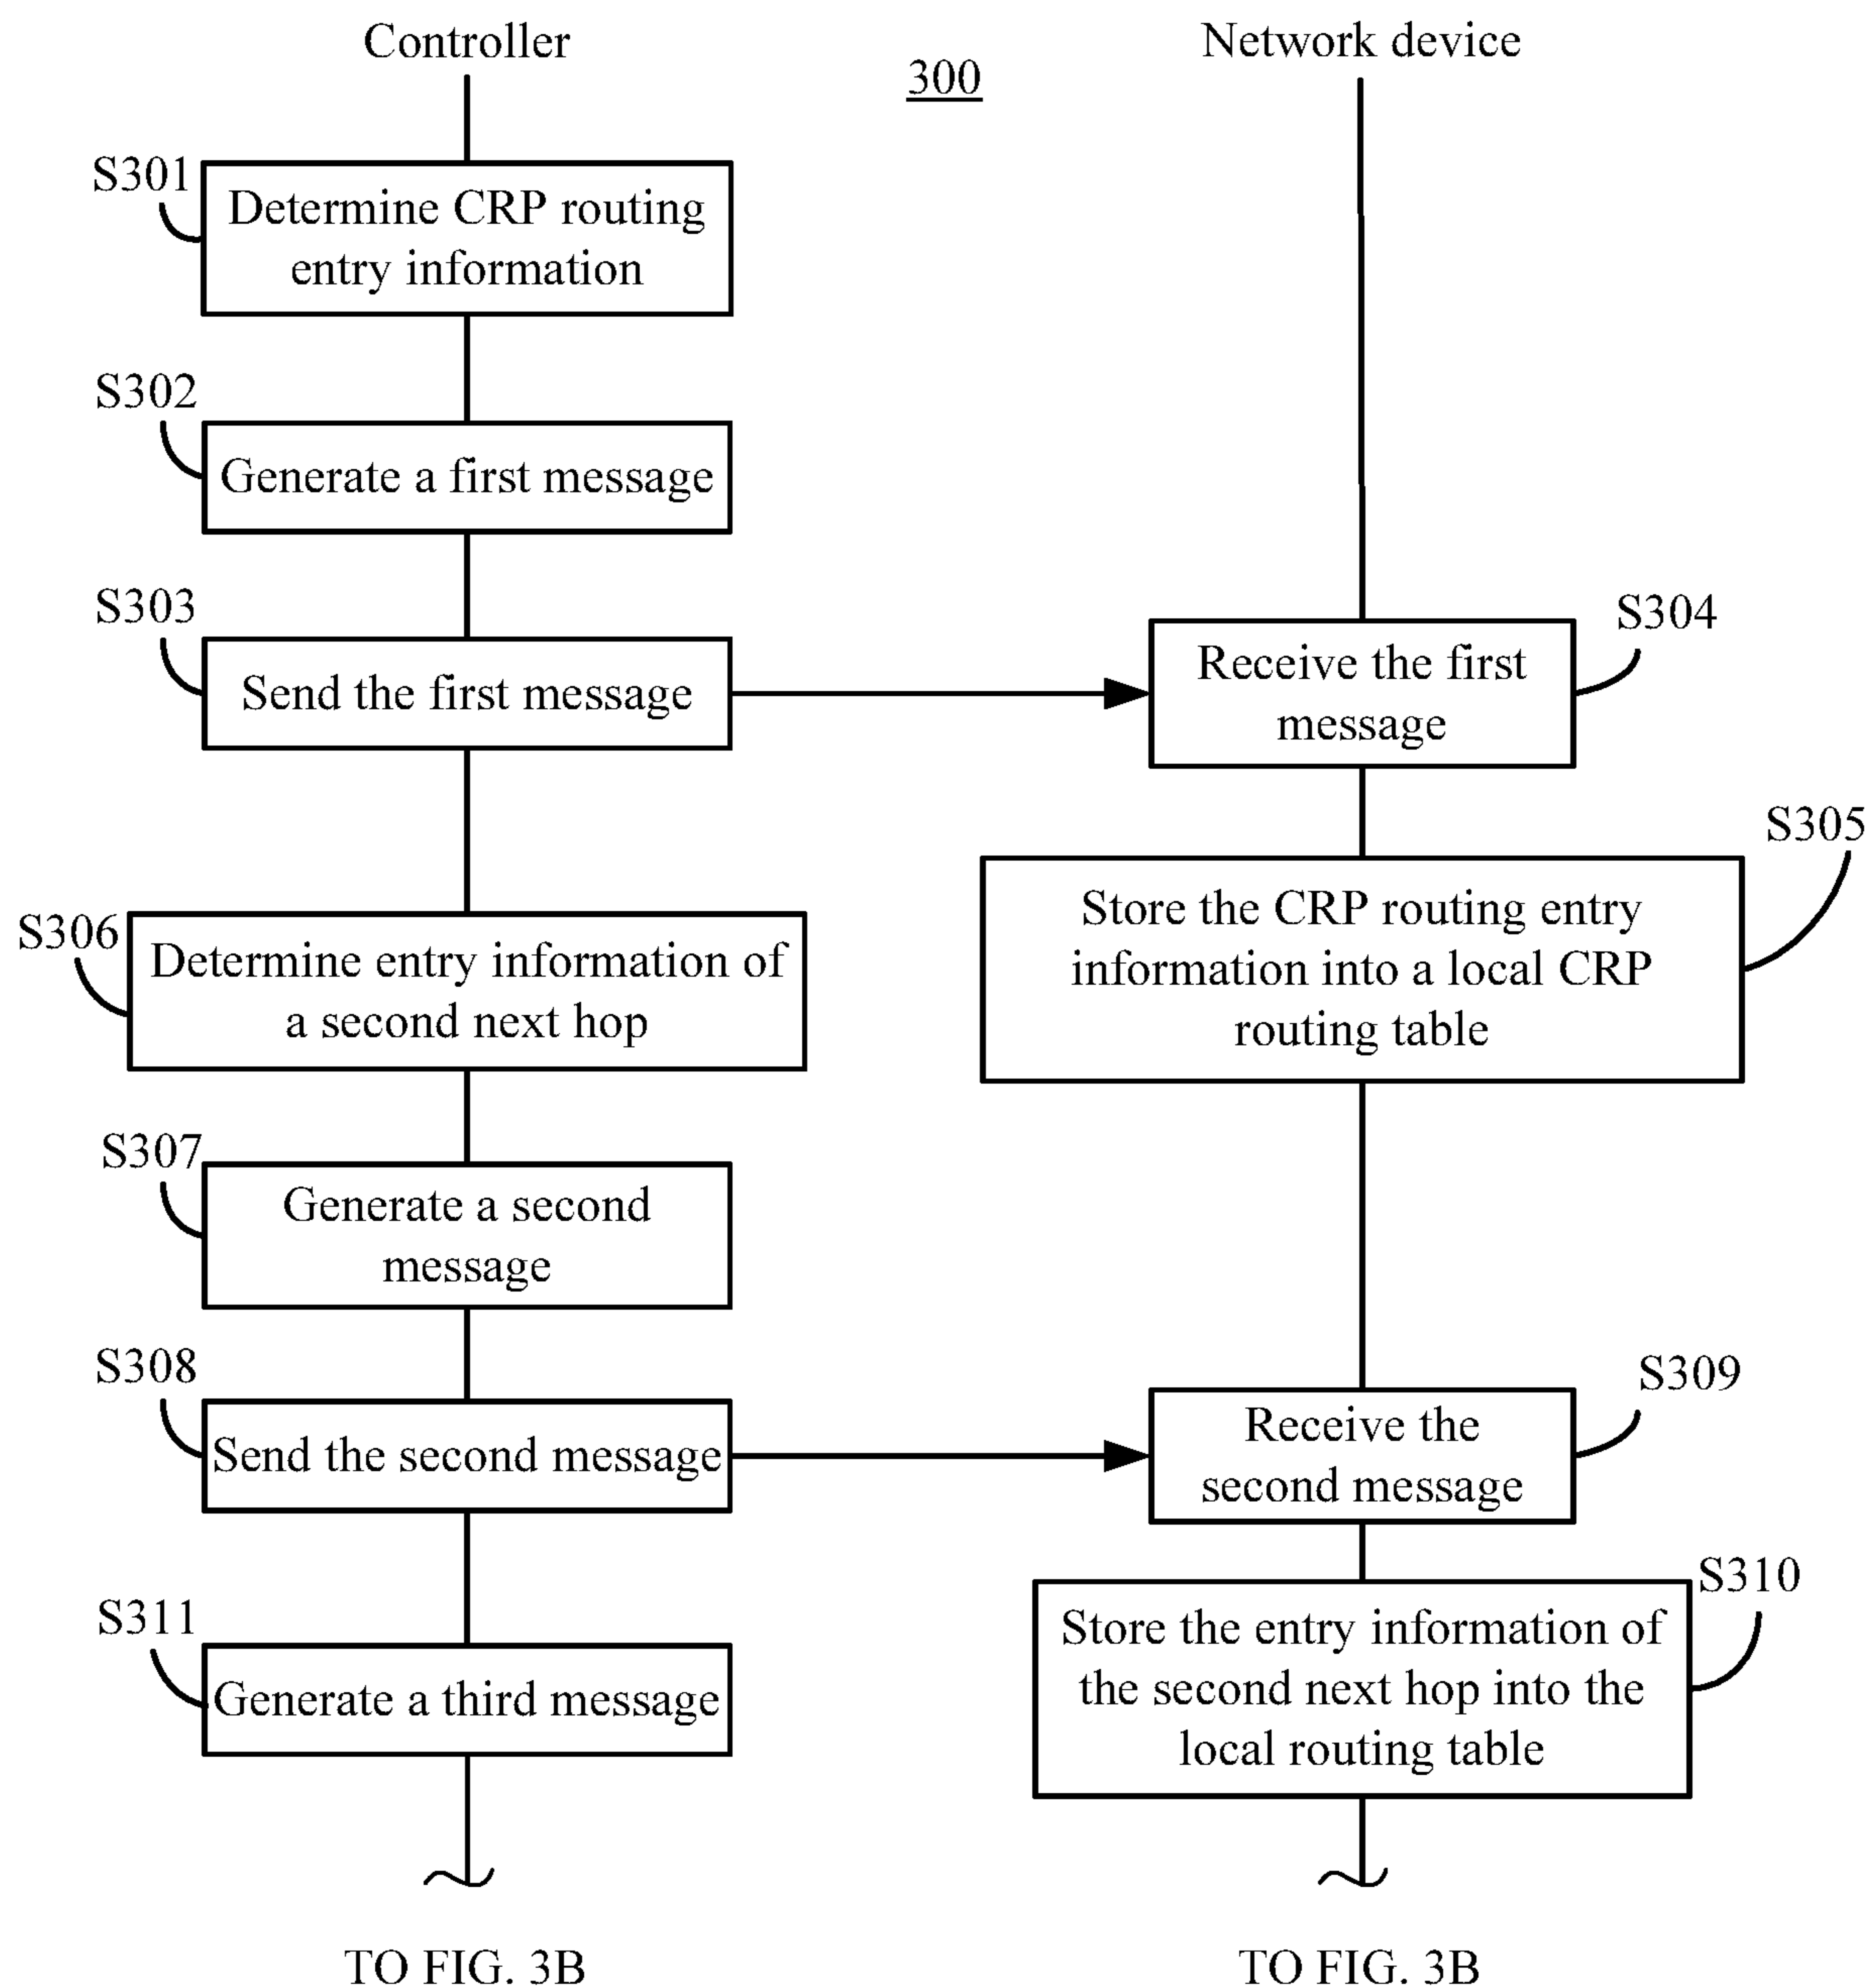 Controller
Network device
300
S301
Determine CRP routing
entry information
S302
Generate a first message
S303
Send the first message
S304
Receive the first
message
S305
Store the CRP routing entry
information into a local CRP
routing table
S306
Determine entry information of
a second next hop
S307
Generate a second
message
S308
Send the second message
S309
Receive the
second message
S310
Store the entry information of
the second next hop into the
local routing table
S311
Generate a third message
TO FIG. 3B
TO FIG. 3B